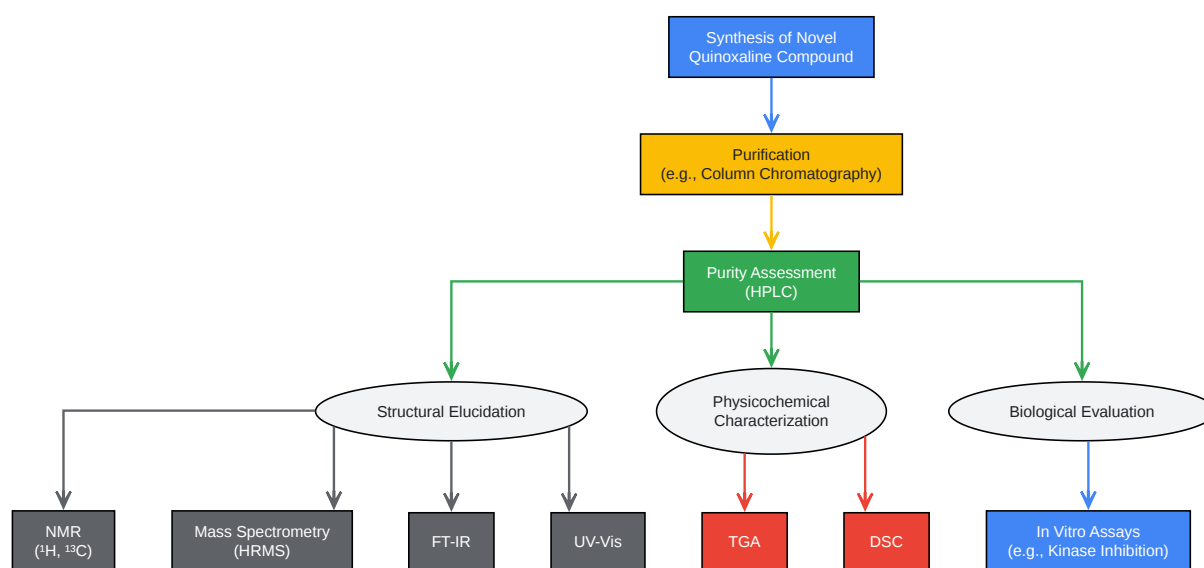 Synthesis of Novel
Quinoxaline Compound
Purification
(e.g., Column Chromatography)
Purity Assessment
(HPLC)
Structural Elucidation
Physicochemical
Characterization
Biological Evaluation
NMR
(¹H, ¹³C)
Mass Spectrometry
(HRMS)
FT-IR
UV-Vis
TGA
DSC
In Vitro Assays
(e.g., Kinase Inhibition)